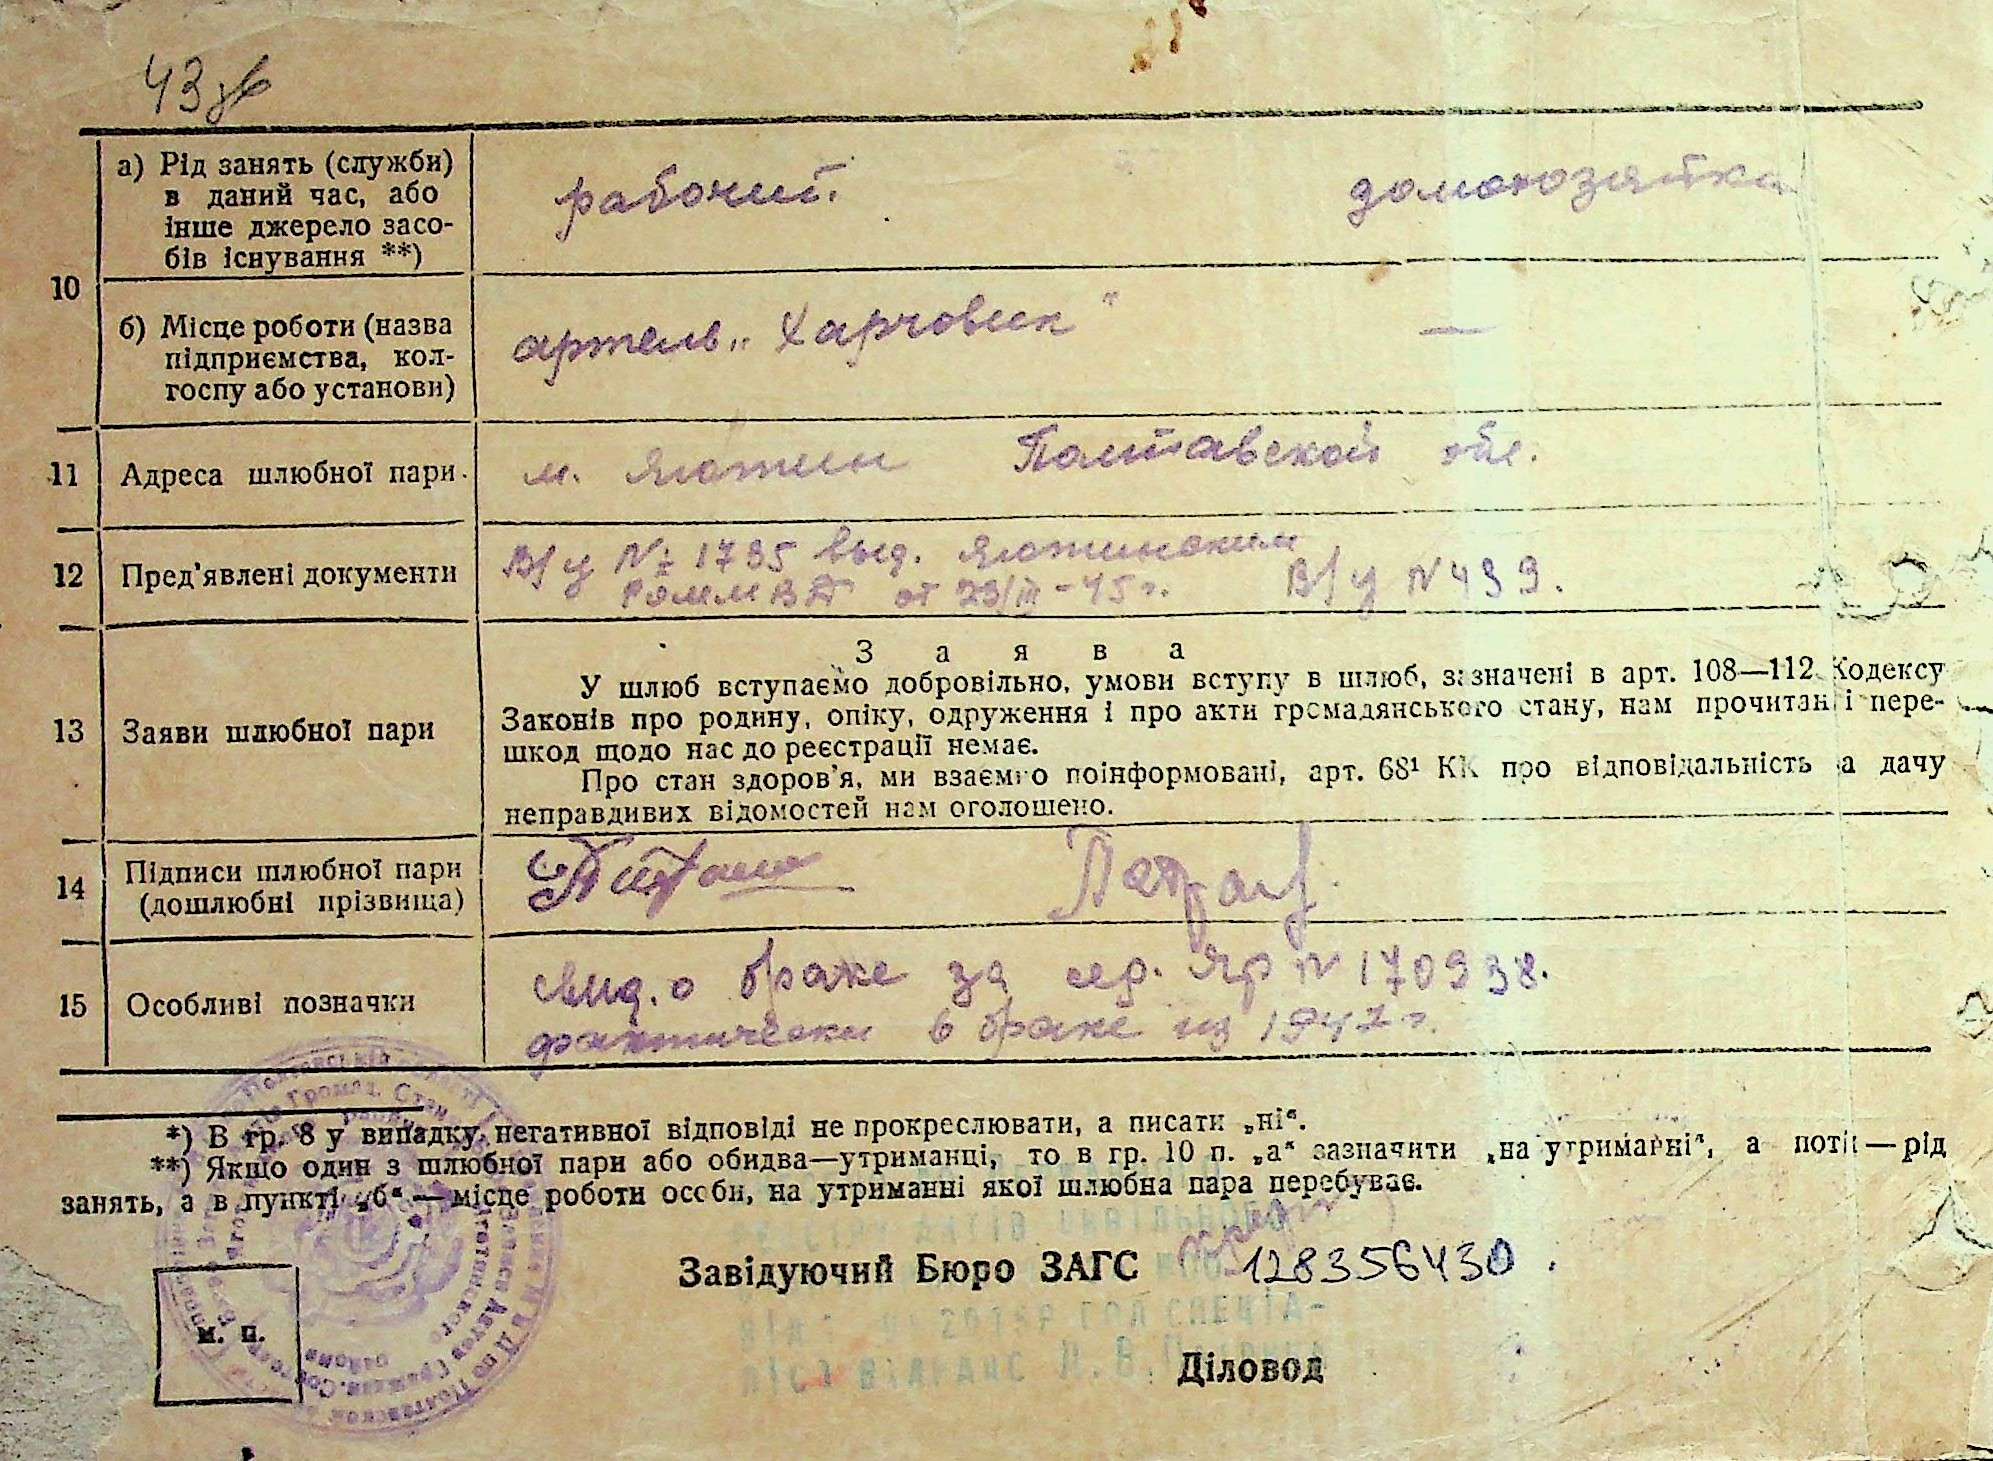 43 зв
10
а) Рід занять (служби)
в даний час, або
інше джерело засо-
бів існування **)
рабочий.
домохозяйка
б) Місце роботи (назва
підприємства, кол-
госпу або установи)
артель „Харчовик"
—
11
Адреса шлюбної пари.
м. Яготин Полтавской обл.
12
Пред'явлені документи
В/у № 1735 выд. Яготинским
от 23/III-45 г.
В/у N 499.
13
Заяви шлюбної пари
Заява
У шлюб вступаємо добровільно, умови вступу в шлюб, зазначені в арт. 108—112 Кодексу
Законів про родину, опіку, одруження і про акти громадянського стану, нам прочитані і пере-
шкод щодо нас до реєстрації немає.
Про стан здоров'я, ми взаємно поінформовані, арт. 68¹ КК про відповідальність за дачу
неправдивих відомостей нам оголошено.
14
Підписи шлюбної пари
(дошлюбні прізвища)
15
Особливі позначки
Свид. о браке за сер. ЯР N 170938.
фактически в браке из 1947 г.
*) В гр. 8 у випадку негативної відповіді не прокреслювати, а писати „ні“.
**) Якщо один з шлюбної пари або обидва—утриманці, то в гр. 10 п. „а“ зазначити „на утриманні“, а потім — рід
занять, а в пункті „б“ — місце роботи особи, на утриманні якої шлюбна пара перебуває.
Завідуючий Бюро ЗАГС
128356430.
м. п.
Діловод